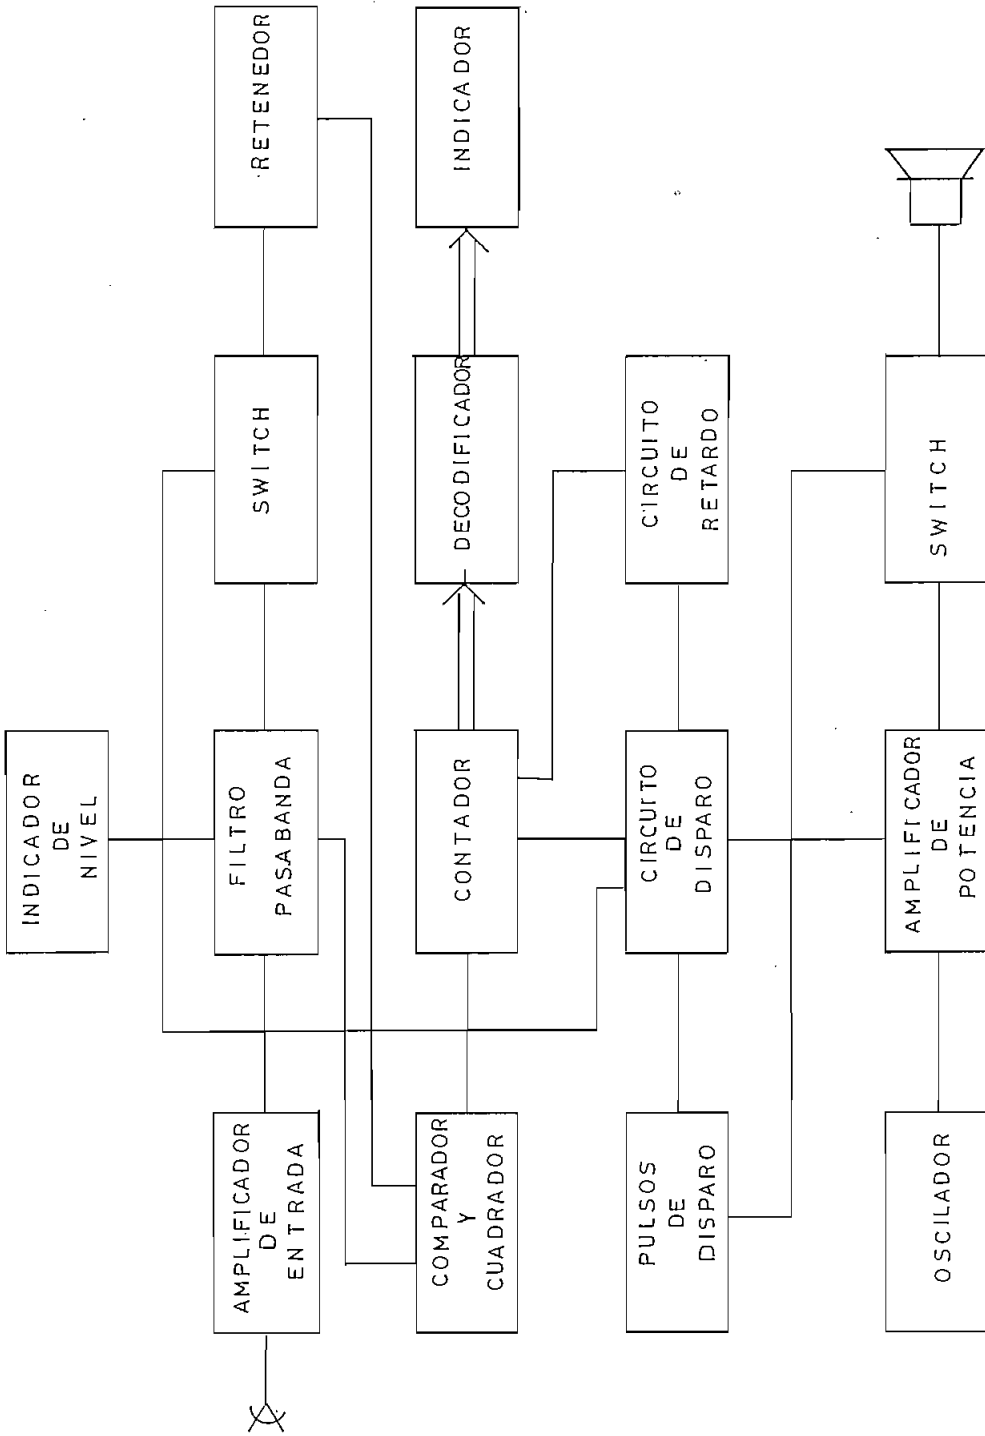 INDICADOR
DE
NIVEL
AMPLIFICADOR
DE
ENTRADA
FILTRO
PASABANDA
SWITCH
RETENEDOR
COMPARADOR
Y
CUADRADOR
CONTADOR
DECODIFICADOR
INDICADOR
PULSOS
DE
DISPARO
CIRCUITO
DE
DISPARO
CIRCUITO
DE
RETARDO
OSCILADOR
AMPLIFICADOR
DE
POTENCIA
SWITCH